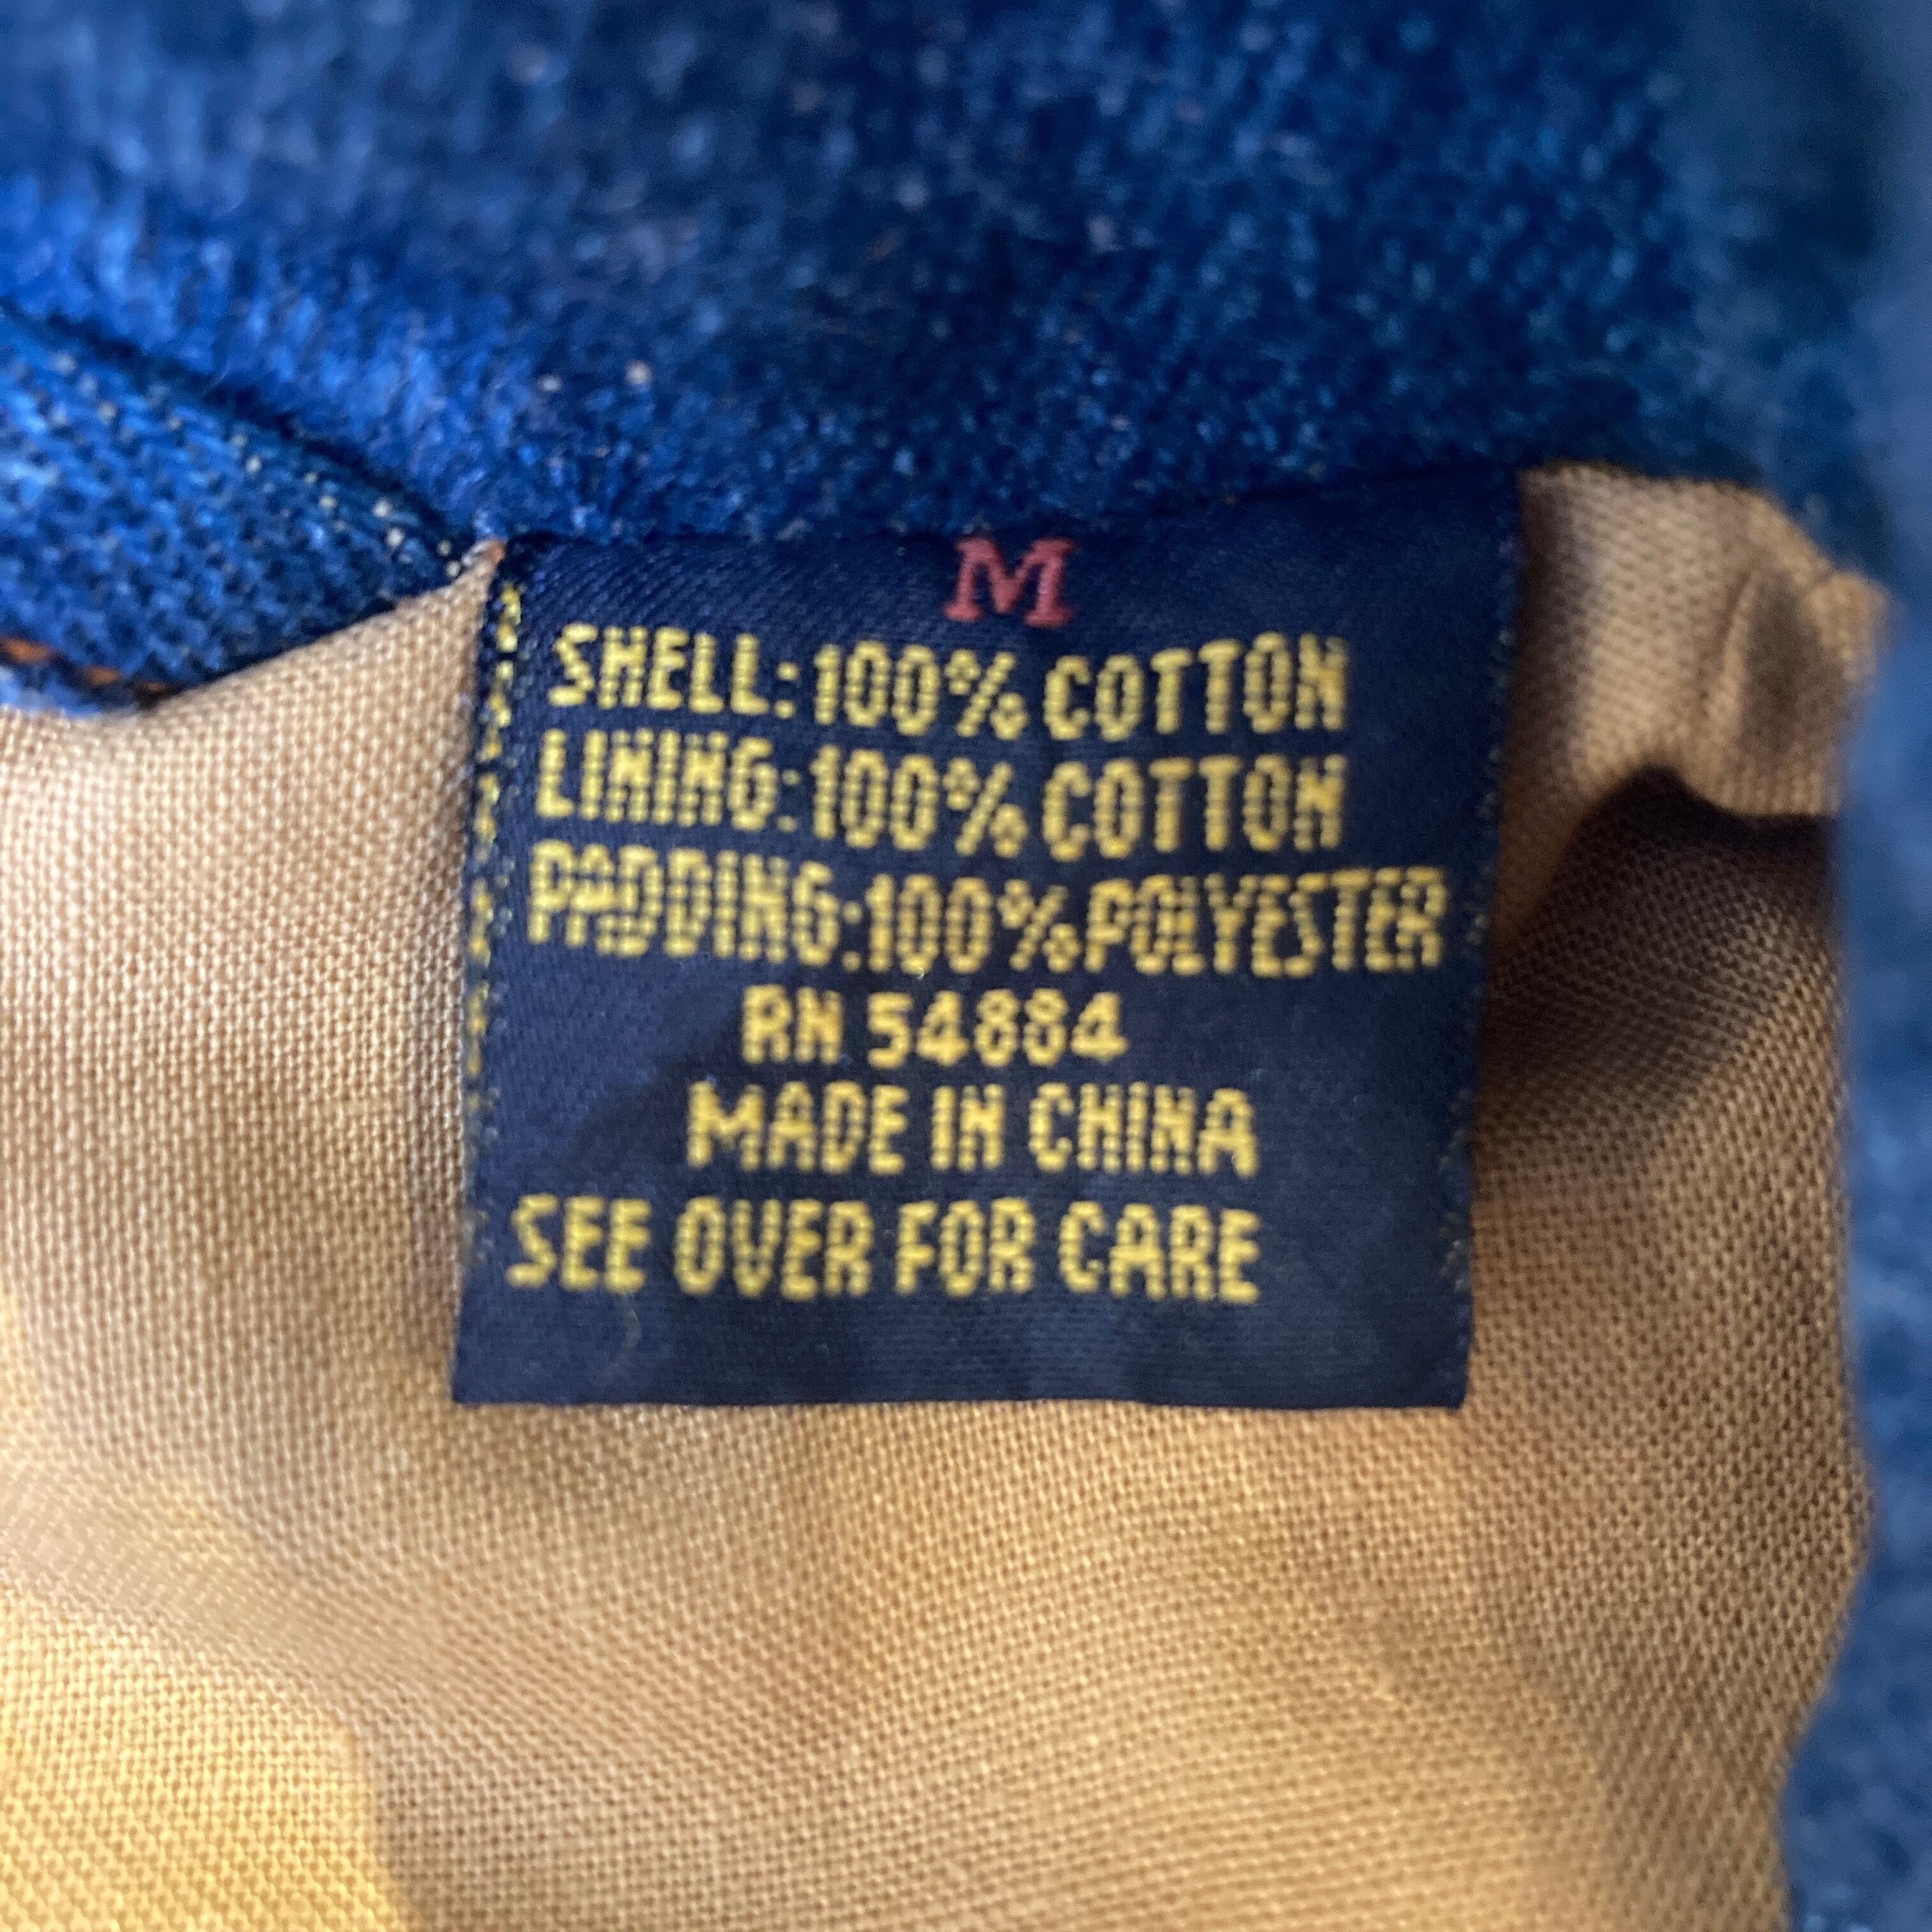 M
SHELL: 100% COTTON
LINING: 100% COTTON
PADDING: 100% POLYESTER
RN 54884
MADE IN CHINA
SEE OVER FOR CARE